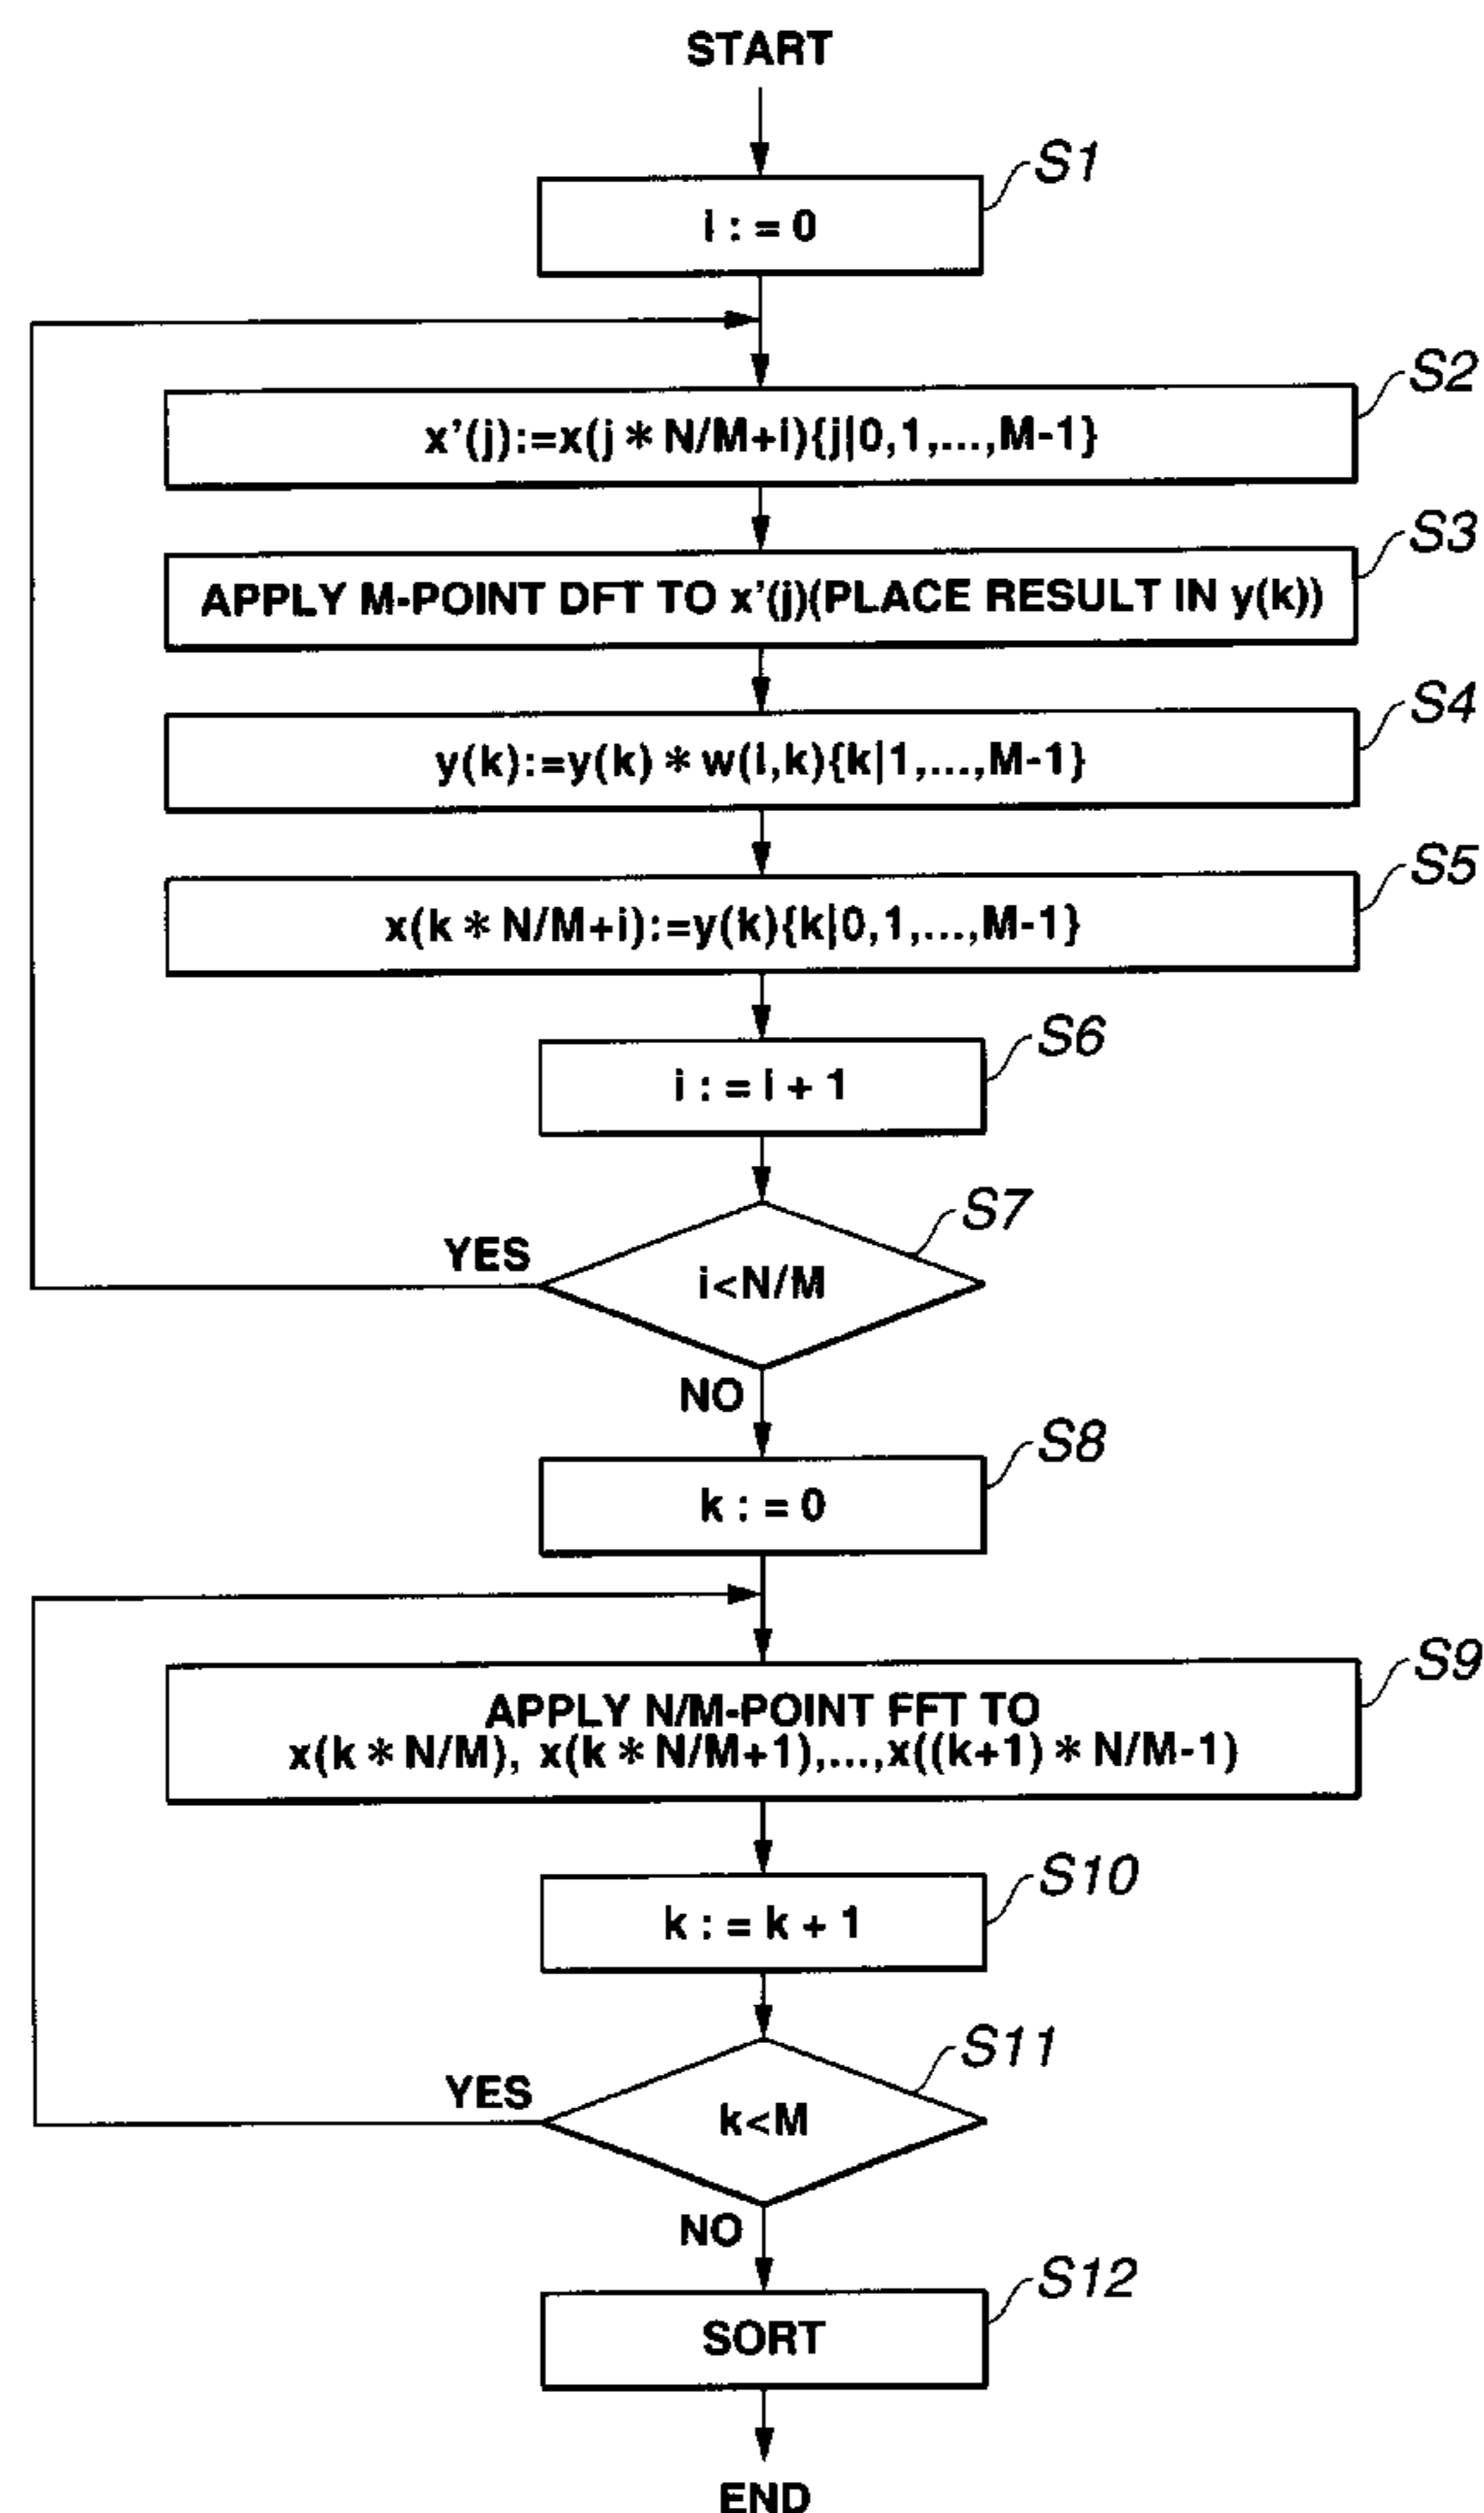 START
S1
i : = 0
S2
x'(j):=x(j * N/M+i){j|0,1,...,M-1}
S3
APPLY M-POINT DFT TO x'(j)(PLACE RESULT IN y(k))
S4
y(k):=y(k) * w(i,k){k|1,...,M-1}
S5
x(k * N/M+i):=y(k){k|0,1,...,M-1}
S6
i : = i + 1
S7
YES
i<N/M
NO
S8
k : = 0
S9
APPLY N/M-POINT FFT TO
x(k * N/M), x(k * N/M+1),...,x((k+1) * N/M-1)
S10
k : = k + 1
S11
YES
k<M
NO
S12
SORT
END